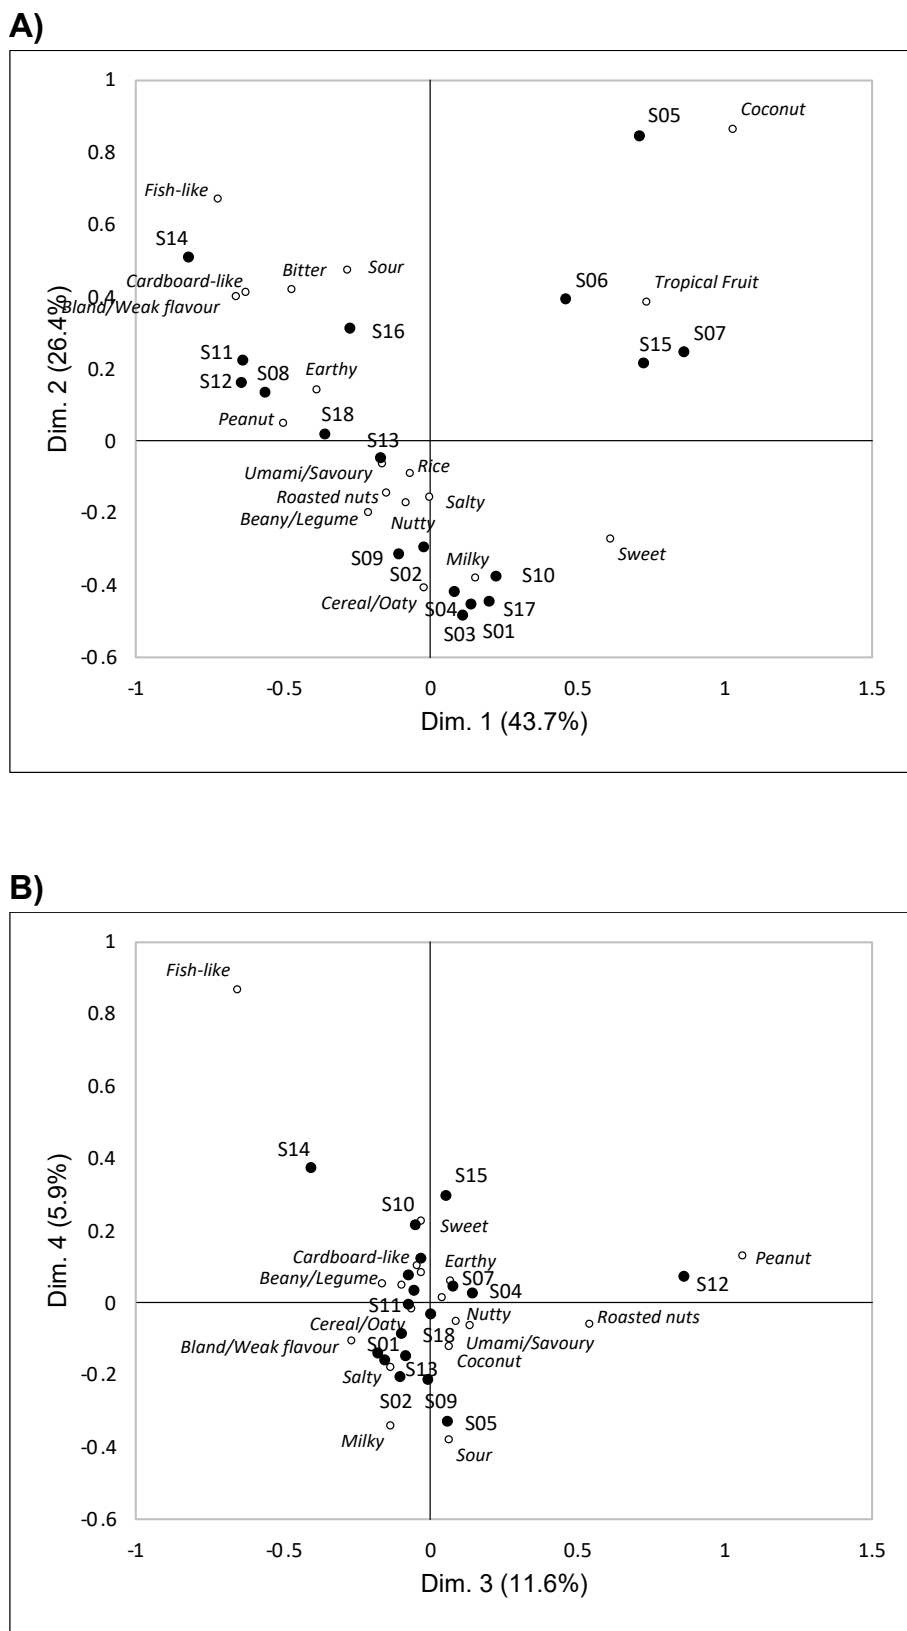 A)
1
S05
Coconut
0.8
Fish-like
0.6
S14
Bitter
Sour
Cardboard-like
S06
Tropical Fruit
0.4
Bland/Weak flavour
S16
S07
S15
S11
S08
Earthy
0.2
S12
Peanut
S18
S13
0
Umami/Savoury
Rice
Roasted nuts
Salty
Beany/Legume
Nutty
-0.2
S09
Milky
Sweet
S02
S10
-0.4
Cereal/Oaty
S04
S17
S03
S01
-0.6
-1
-0.5
0
0.5
1
1.5
Dim. 2 (26.4%)
Dim. 1 (43.7%)
B)
1
Fish-like
0.8
0.6
0.4
S14
S15
S10
Sweet
0.2
Cardboard-like
Earthy
Peanut
Beany/Legume
S07
S12
S04
0
S11
Nutty
Roasted nuts
Cereal/Oaty
S18
Umami/Savoury
Bland/Weak flavour
S01
Coconut
S13
Salty
-0.2
S02
S09
S05
Milky
Sour
-0.4
-0.6
-1
-0.5
0
0.5
1
1.5
Dim. 4 (5.9%)
Dim. 3 (11.6%)